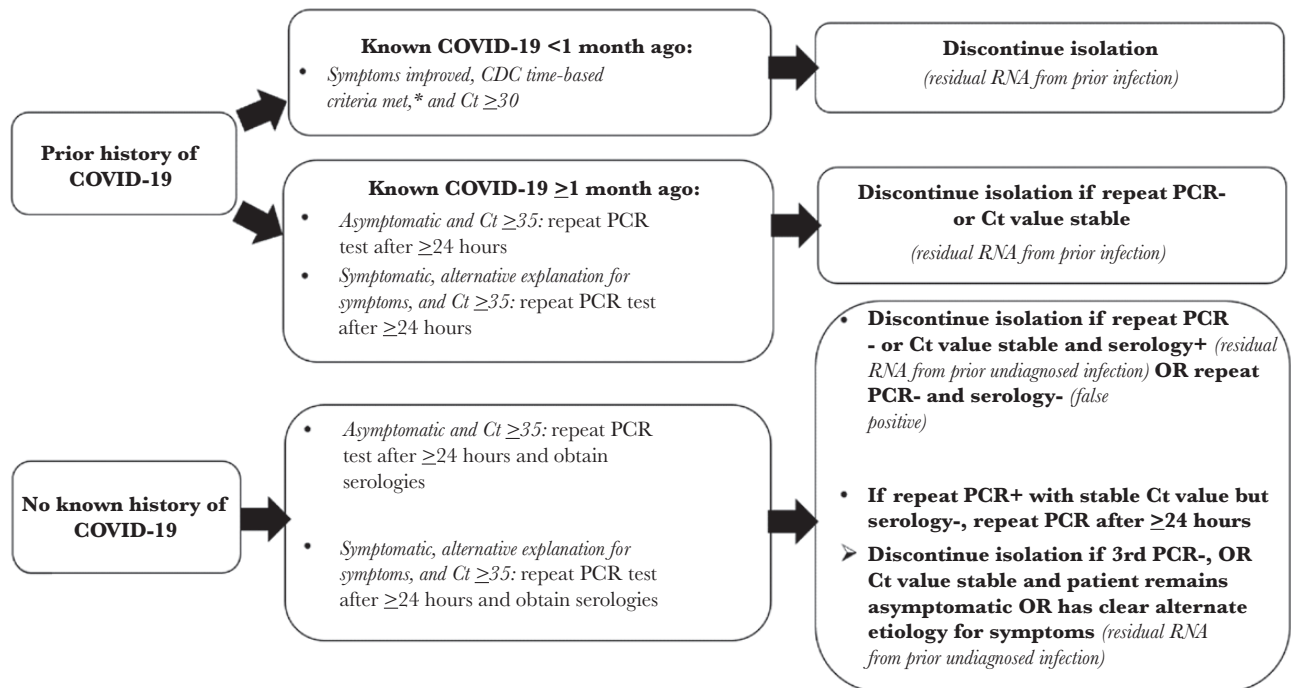 Prior history of
COVID-19
Known COVID-19 <1 month ago:
• Symptoms improved, CDC time-based
criteria met,* and Ct ≥30
Discontinue isolation
(residual RNA from prior infection)
Known COVID-19 ≥1 month ago:
• Asymptomatic and Ct ≥35: repeat PCR
test after ≥24 hours
• Symptomatic, alternative explanation for
symptoms, and Ct ≥35: repeat PCR test
after ≥24 hours
Discontinue isolation if repeat PCR-
or Ct value stable
(residual RNA from prior infection)
No known history of
COVID-19
• Asymptomatic and Ct ≥35: repeat PCR
test after ≥24 hours and obtain
serologies
• Symptomatic, alternative explanation for
symptoms, and Ct ≥35: repeat PCR test
after ≥24 hours and obtain serologies
• Discontinue isolation if repeat PCR
- or Ct value stable and serology+ (residual
RNA from prior undiagnosed infection) OR repeat
PCR- and serology- (false
positive)
• If repeat PCR+ with stable Ct value but
serology-, repeat PCR after ≥24 hours
➢ Discontinue isolation if 3rd PCR-, OR
Ct value stable and patient remains
asymptomatic OR has clear alternate
etiology for symptoms (residual RNA
from prior undiagnosed infection)